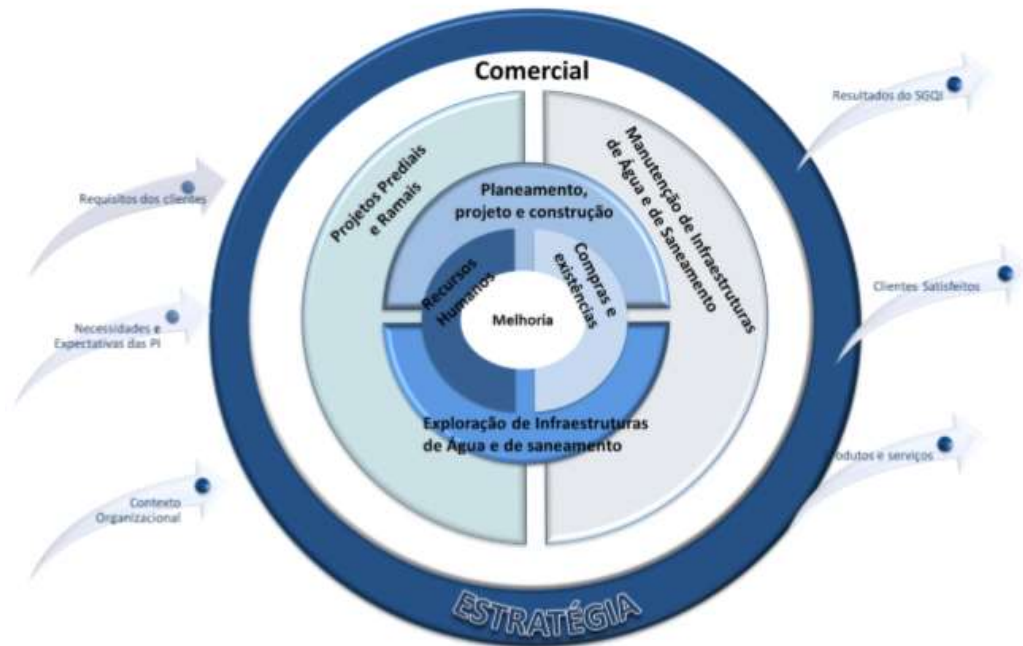 Comercial
Resultados do SGQI
Requisitos dos clientes
Projetos Prediais
e Ramais
Manutenção de Infraestruturas
de Água e de Saneamento
Planeamento,
projeto e construção
Recursos
Humanos
Compras e
existências
Melhoria
Clientes Satisfeitos
Necessidades e
Expectativas das PI
Exploração de Infraestruturas
de Água e de saneamento
odutos e serviços
Contexto
Organizacional
ESTRATÉGIA